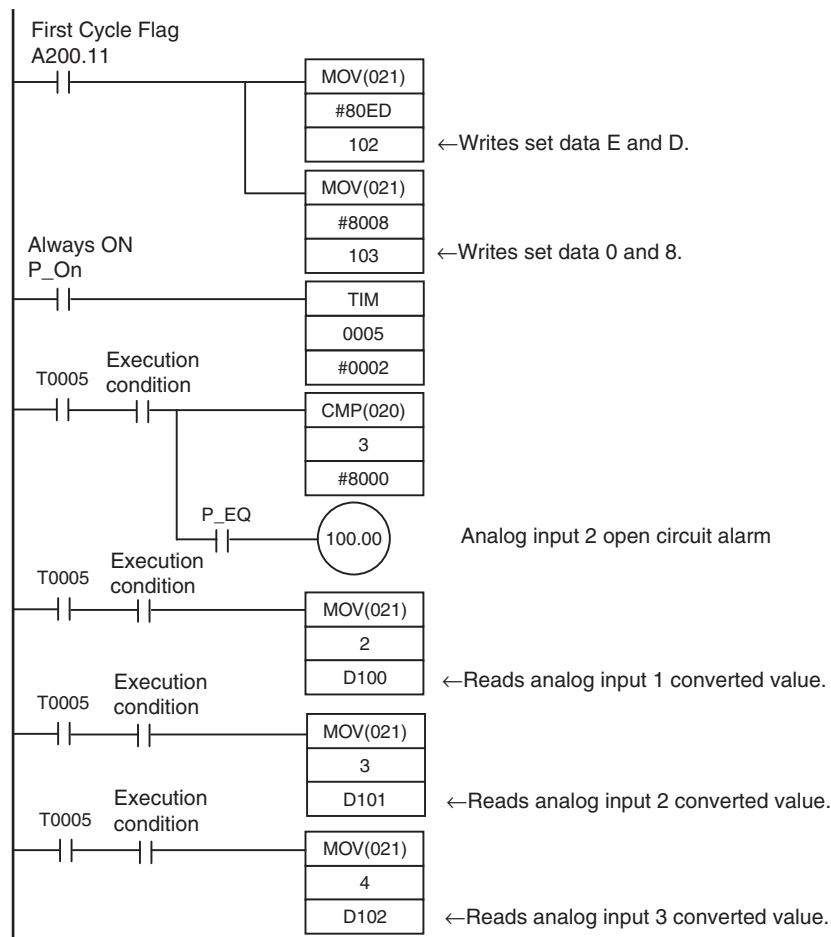 First Cycle Flag
A200.11
MOV(021)
#80ED
102
←Writes set data E and D.
MOV(021)
#8008
103
←Writes set data 0 and 8.
Always ON
P_On
TIM
0005
#0002
T0005
Execution
condition
CMP(020)
3
#8000
P_EQ
100.00
Analog input 2 open circuit alarm
T0005
Execution
condition
MOV(021)
2
D100
←Reads analog input 1 converted value.
T0005
Execution
condition
MOV(021)
3
D101
←Reads analog input 2 converted value.
T0005
Execution
condition
MOV(021)
4
D102
←Reads analog input 3 converted value.